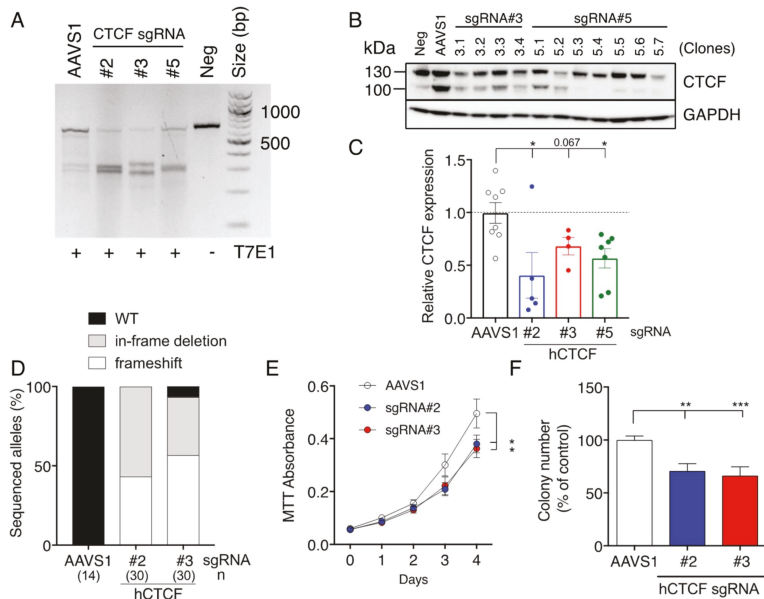 A
CTCF sgRNA
AAVS1
#2
#3
#5
Neg
Size (bp)
1000
500
+ + + + - T7E1
B
sgRNA#3 sgRNA#5
Neg AAVS1 3.1 3.2 3.3 3.4 5.1 5.2 5.3 5.4 5.5 5.6 5.7 (Clones)
kDa
130
100
CTCF
GAPDH
C
* 0.067 *
Relative CTCF expression
1.5
1.0
0.5
0.0
AAVS1 #2 #3 #5 sgRNA
hCTCF
WT
in-frame deletion
frameshift
D
Sequenced alleles (%)
100
50
0
AAVS1 #2 #3 sgRNA
(14) (30) (30) n
hCTCF
E
AAVS1
sgRNA#2
sgRNA#3
MTT Absorbance
0.6
0.4
0.2
0.0
*
*
0 1 2 3 4
Days
F
Colony number
(% of control)
150
100
50
0
** ***
AAVS1 #2 #3
hCTCF sgRNA